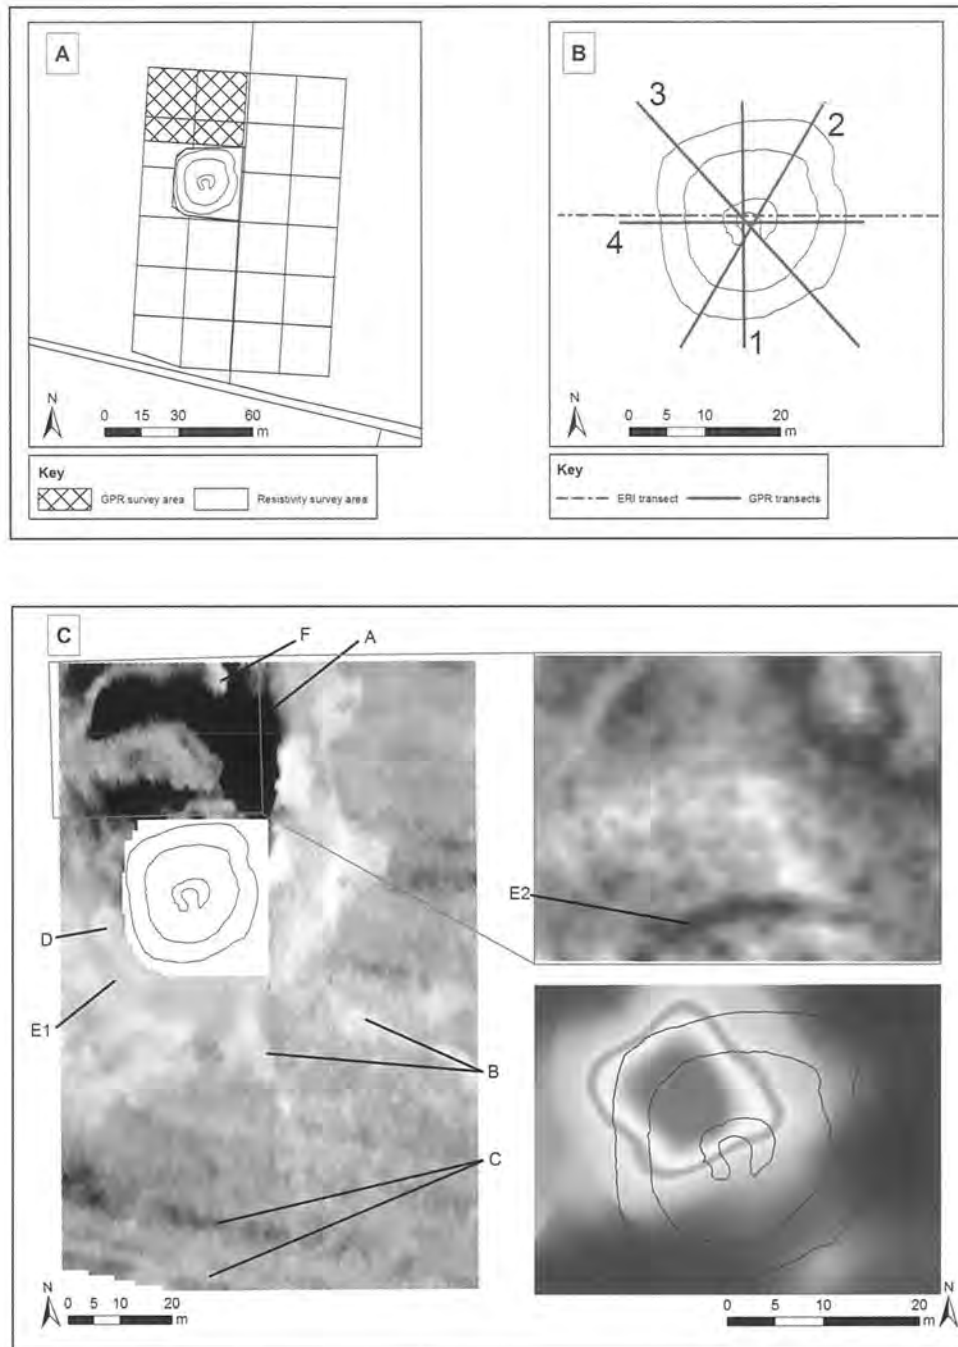 A
N
0 15 30 60
m
Key
GPR survey area
Resistivity survey area
B
3
2
4
1
N
0 5 10 20
m
Key
ERI transect
GPR transects
C
F
A
D
E1
B
C
E2
N
0 5 10 20
m
0 5 10 20
m
N